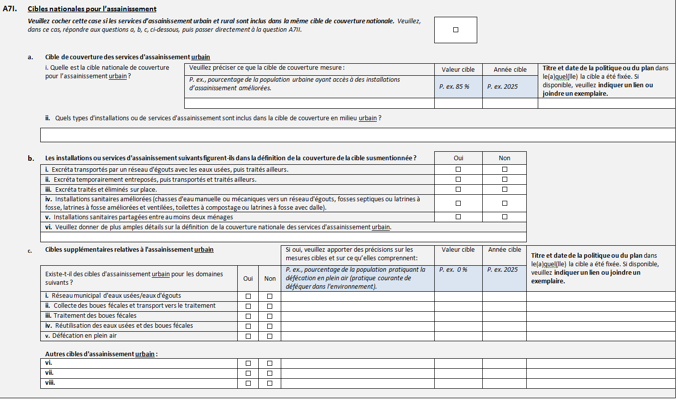 A7I. Cibles nationales pour l'assainissement
Veuillez cocher cette case si les services d'assainissement urbain et rural sont inclus dans la même cible de couverture nationale. Veuillez,
dans ce cas, répondre aux questions a, b, c, ci-dessous, puis passer directement à la question A7II.
☐
a. Cible de couverture des services d'assainissement urbain
i. Quelle est la cible nationale de couverture
pour l'assainissement urbain ?
Veuillez préciser ce que la cible de couverture mesure :
Valeur cible
Année cible
P. ex., pourcentage de la population urbaine ayant accès à des installations
d'assainissement améliorées.
P. ex. 85 %
P. ex. 2025
Titre et date de la politique ou du plan dans
le(a)quel(lle) la cible a été fixée. Si
disponible, veuillez indiquer un lien ou
joindre un exemplaire.
ii. Quels types d'installations ou de services d'assainissement sont inclus dans la cible de couverture en milieu urbain ?
b. Les installations ou services d'assainissement suivants figurent-ils dans la définition de la couverture de la cible susmentionnée ? Oui Non
i. Excréta transportés par un réseau d'égouts avec les eaux usées, puis traités ailleurs. ☐ ☐
ii. Excréta temporairement entreposés, puis transportés et traités ailleurs. ☐ ☐
iii. Excréta traités et éliminés sur place. ☐ ☐
iv. Installations sanitaires améliorées (chasses d'eau manuelle ou mécaniques vers un réseau d'égouts, fosses septiques ou latrines à
fosse, latrines à fosse améliorées et ventilées, toilettes à compostage ou latrines à fosse avec dalle). ☐ ☐
v. Installations sanitaires partagées entre au moins deux ménages ☐ ☐
vi. Veuillez donner de plus amples détails sur la définition de la couverture nationale des services d'assainissement urbain.
c. Cibles supplémentaires relatives à l'assainissement urbain
Si oui, veuillez apporter des précisions sur les
mesures cibles et sur ce qu'elles comprennent:
Valeur cible
Année cible
Titre et date de la politique ou du plan dans
le(a)quel(lle) la cible a été fixée. Si disponible,
veuillez indiquer un lien ou joindre un
exemplaire.
Existe-t-il des cibles d'assainissement urbain pour les domaines
suivants ?
Oui
Non
P. ex., pourcentage de la population pratiquant la
défécation en plein air (pratique courante de
déféquer dans l'environnement).
P. ex. 0 %
P. ex. 2025
i. Réseau municipal d'eaux usées/eaux d'égouts ☐ ☐
ii. Collecte des boues fécales et transport vers le traitement ☐ ☐
iii. Traitement des boues fécales ☐ ☐
iv. Réutilisation des eaux usées et des boues fécales ☐ ☐
v. Défécation en plein air ☐ ☐
Autres cibles d'assainissement urbain :
vi. ☐ ☐
vii. ☐ ☐
viii. ☐ ☐